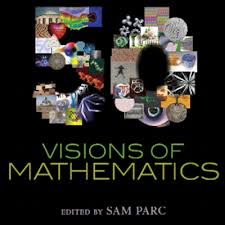 50
VISIONS OF
MATHEMATICS
EDITED BY SAM PARC